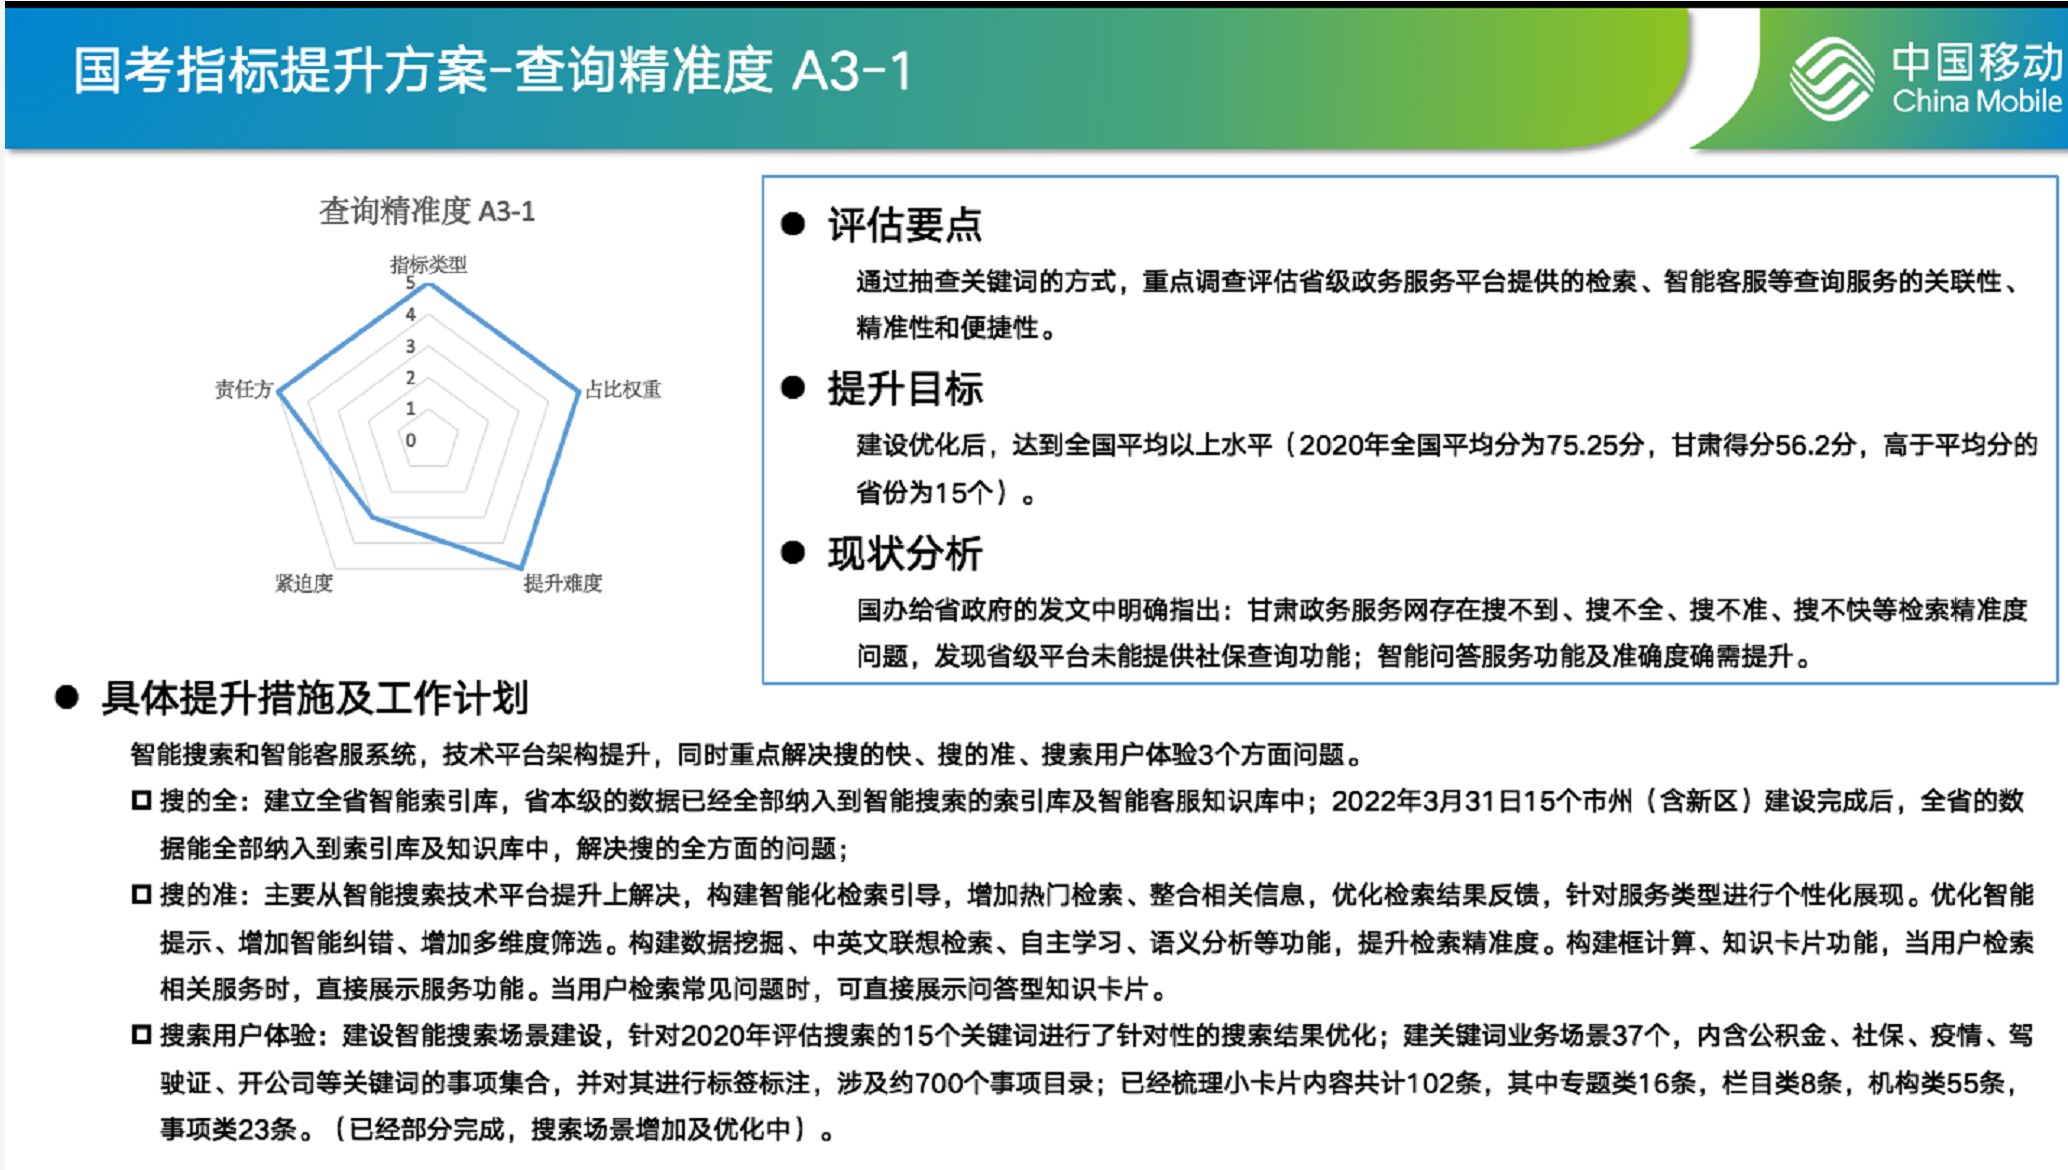 国考指标提升方案-查询精准度 A3-1
中国移动
China Mobile
查询精准度 A3-1
指标类型
5
4
3
2
1
0
责任方
占比权重
紧迫度
提升难度
● 评估要点
通过抽查关键词的方式，重点调查评估省级政务服务平台提供的检索、智能客服等查询服务的关联性、
精准性和便捷性。
● 提升目标
建设优化后，达到全国平均以上水平（2020年全国平均分为75.25分，甘肃得分56.2分，高于平均分的
省份为15个）。
● 现状分析
国办给省政府的发文中明确指出：甘肃政务服务网存在搜不到、搜不全、搜不准、搜不快等检索精准度
问题，发现省级平台未能提供社保查询功能；智能问答服务功能及准确度确需提升。
● 具体提升措施及工作计划
智能搜索和智能客服系统，技术平台架构提升，同时重点解决搜的快、搜的准、搜索用户体验3个方面问题。
搜的全：建立全省智能索引库，省本级的数据已经全部纳入到智能搜索的索引库及智能客服知识库中；2022年3月31日15个市州（含新区）建设完成后，全省的数
据能全部纳入到索引库及知识库中，解决搜的全方面的问题；
搜的准：主要从智能搜索技术平台提升上解决，构建智能化检索引导，增加热门检索、整合相关信息，优化检索结果反馈，针对服务类型进行个性化展现。优化智能
提示、增加智能纠错、增加多维度筛选。构建数据挖掘、中英文联想检索、自主学习、语义分析等功能，提升检索精准度。构建框计算、知识卡片功能，当用户检索
相关服务时，直接展示服务功能。当用户检索常见问题时，可直接展示问答型知识卡片。
搜索用户体验：建设智能搜索场景建设，针对2020年评估搜索的15个关键词进行了针对性的搜索结果优化；建关键词业务场景37个，内含公积金、社保、疫情、驾
驶证、开公司等关键词的事项集合，并对其进行标签标注，涉及约700个事项目录；已经梳理小卡片内容共计102条，其中专题类16条，栏目类8条，机构类55条，
事项类23条。（已经部分完成，搜索场景增加及优化中）。